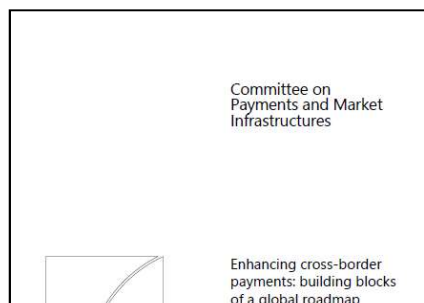 Committee on
Payments and Market
Infrastructures
Enhancing cross-border
payments: building blocks
of a global roadmap